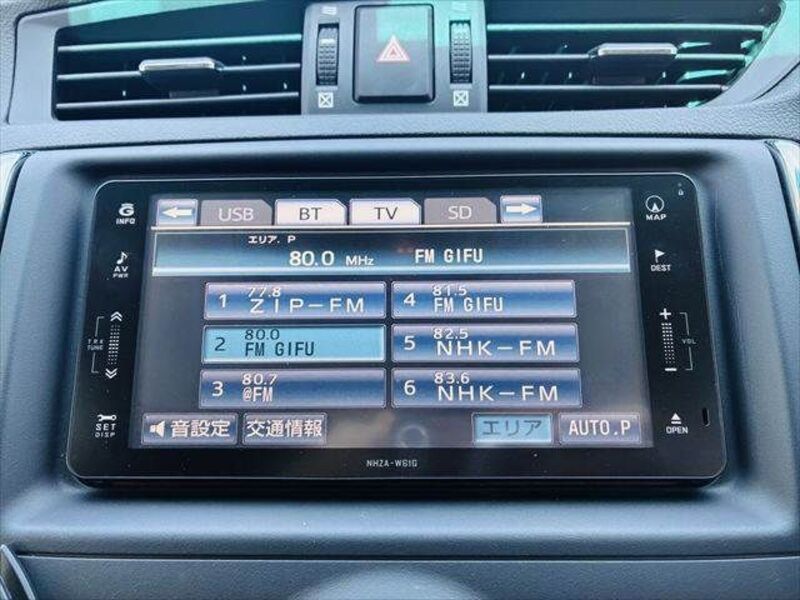 USB BT TV SD
エリア. P
80.0 MHz FM GIFU
1 77.8 ZIP-FM
4 81.5 FM GIFU
2 80.0 FM GIFU
5 82.5 NHK-FM
3 80.7 @FM
6 83.6 NHK-FM
音設定 交通情報 エリア AUTO.P
G
INFO
AV
PWR
TRK
TUNE
SET
DISP
MAP
DEST
+
VOL
-
OPEN
NHZA-W61G